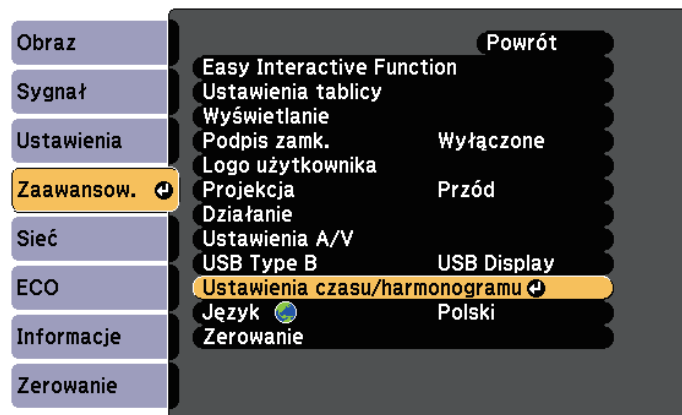 Obraz
Sygnał
Ustawienia
Zaawansow.
Sieć
ECO
Informacje
Zerowanie
Powrót
Easy Interactive Function
Ustawienia tablicy
Wyświetlanie
Podpis zamk. Wyłączone
Logo użytkownika
Projekcja Przód
Działanie
Ustawienia A/V
USB Type B USB Display
Ustawienia czasu/harmonogramu
Język Polski
Zerowanie